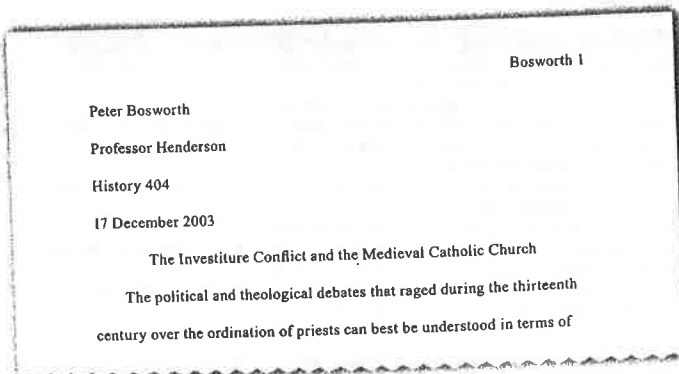 Bosworth 1
Peter Bosworth
Professor Henderson
History 404
17 December 2003
The Investiture Conflict and the Medieval Catholic Church
The political and theological debates that raged during the thirteenth
century over the ordination of priests can best be understood in terms of